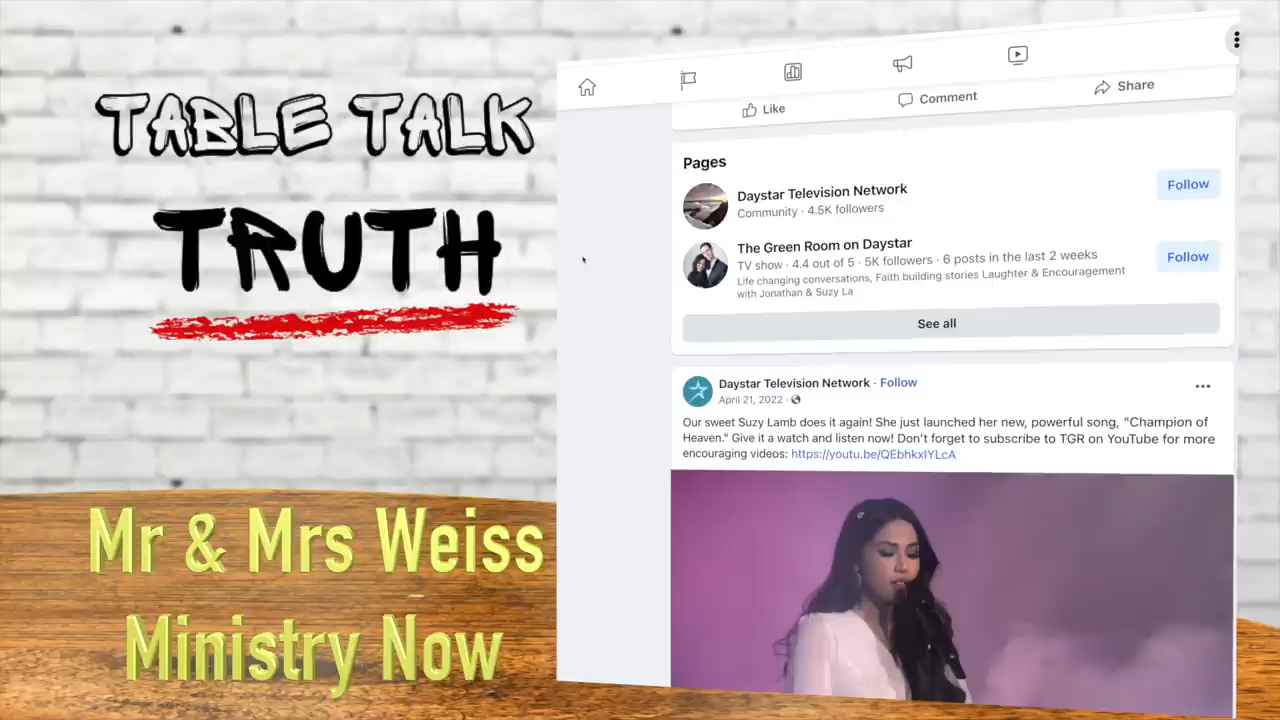 TABLE TALK
TRUTH
Mr & Mrs Weiss
Ministry Now
Like
Comment
Share
Pages
Daystar Television Network
Community · 4.5K followers
Follow
The Green Room on Daystar
TV show · 4.4 out of 5 · 5K followers · 6 posts in the last 2 weeks
Life changing conversations, Faith building stories Laughter & Encouragement
with Jonathan & Suzy La
Follow
See all
Daystar Television Network · Follow
April 21, 2022 ·
Our sweet Suzy Lamb does it again! She just launched her new, powerful song, "Champion of
Heaven." Give it a watch and listen now! Don't forget to subscribe to TGR on YouTube for more
encouraging videos: https://youtu.be/QEbhkxIYLcA